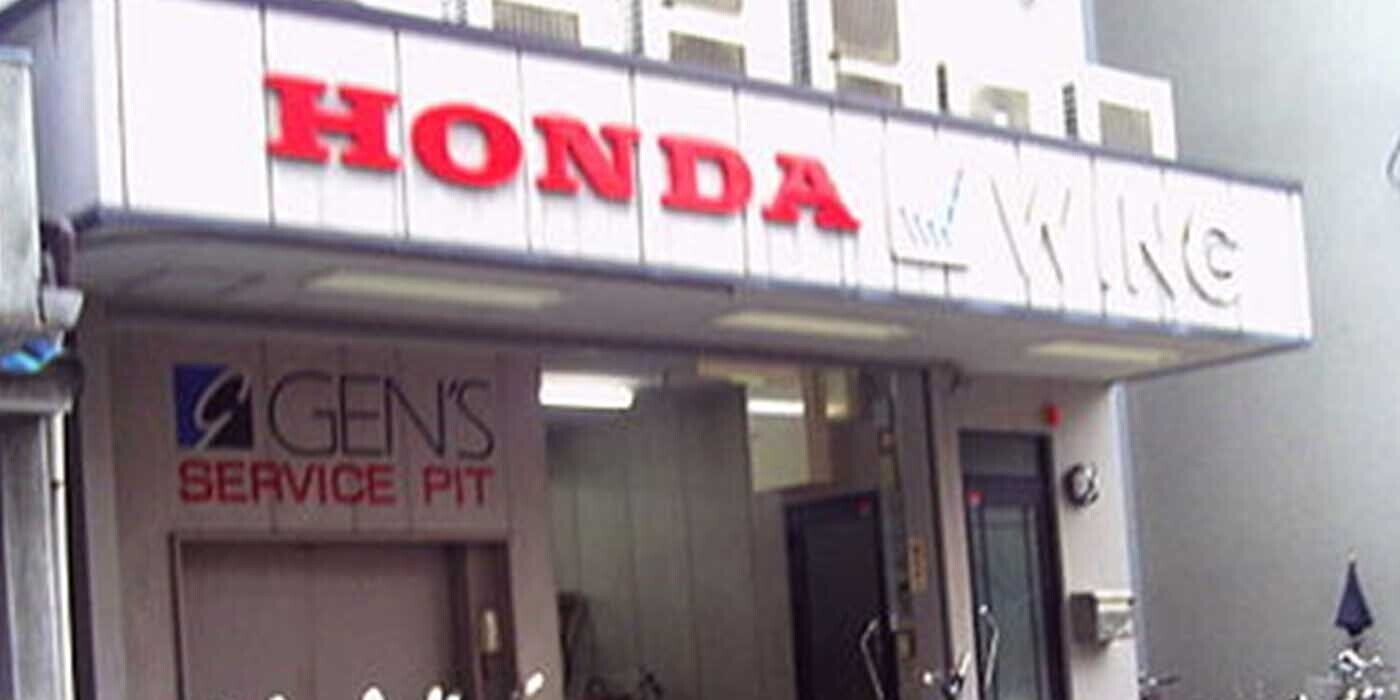 HONDA WING
GEN'S
SERVICE PIT